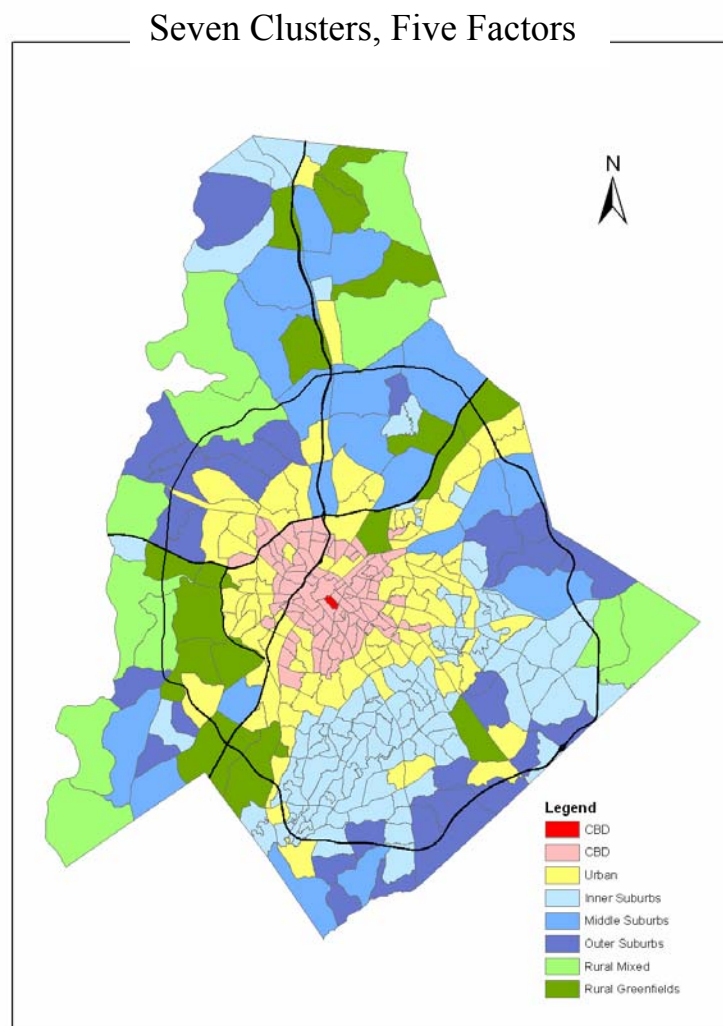 Seven Clusters, Five Factors
N
Legend
CBD
CBD
Urban
Inner Suburbs
Middle Suburbs
Outer Suburbs
Rural Mixed
Rural Greenfields